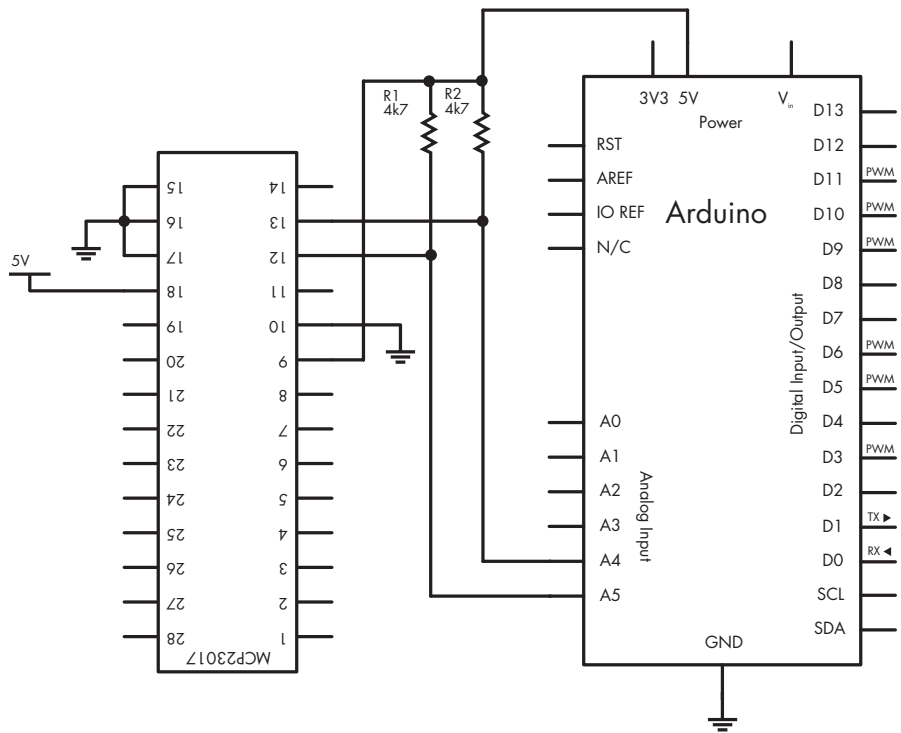 R1
4k7
R2
4k7
3V3
5V
Vin
Power
Arduino
RST
AREF
IO REF
N/C
A0
A1
A2
A3
A4
A5
Analog Input
D13
D12
D11
PWM
D10
PWM
D9
PWM
D8
D7
D6
PWM
D5
PWM
D4
D3
PWM
D2
D1
TX ►
D0
RX ◄
SCL
SDA
Digital Input/Output
GND
5V
15
16
17
18
19
20
21
22
23
24
25
26
27
28
14
13
12
11
10
9
8
7
6
5
4
3
2
1
MCP23017